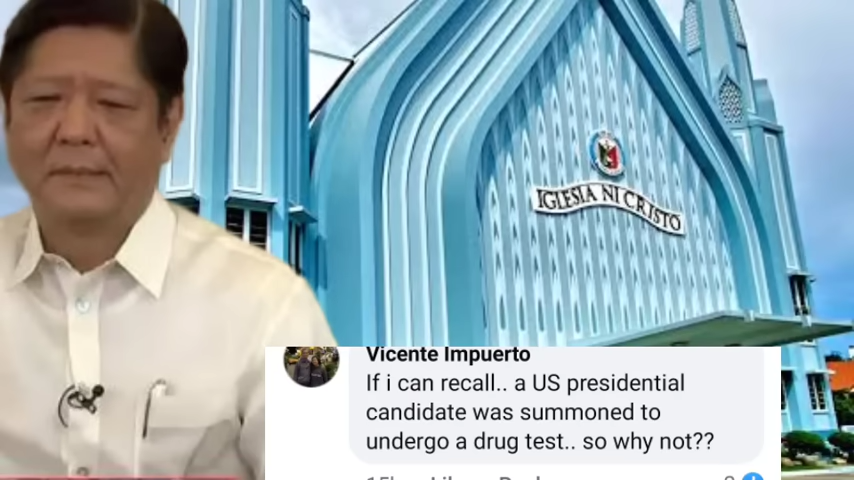 IGLESIA NI CRISTO
Vicente Impuerto
If i can recall.. a US presidential
candidate was summoned to
undergo a drug test.. so why not??